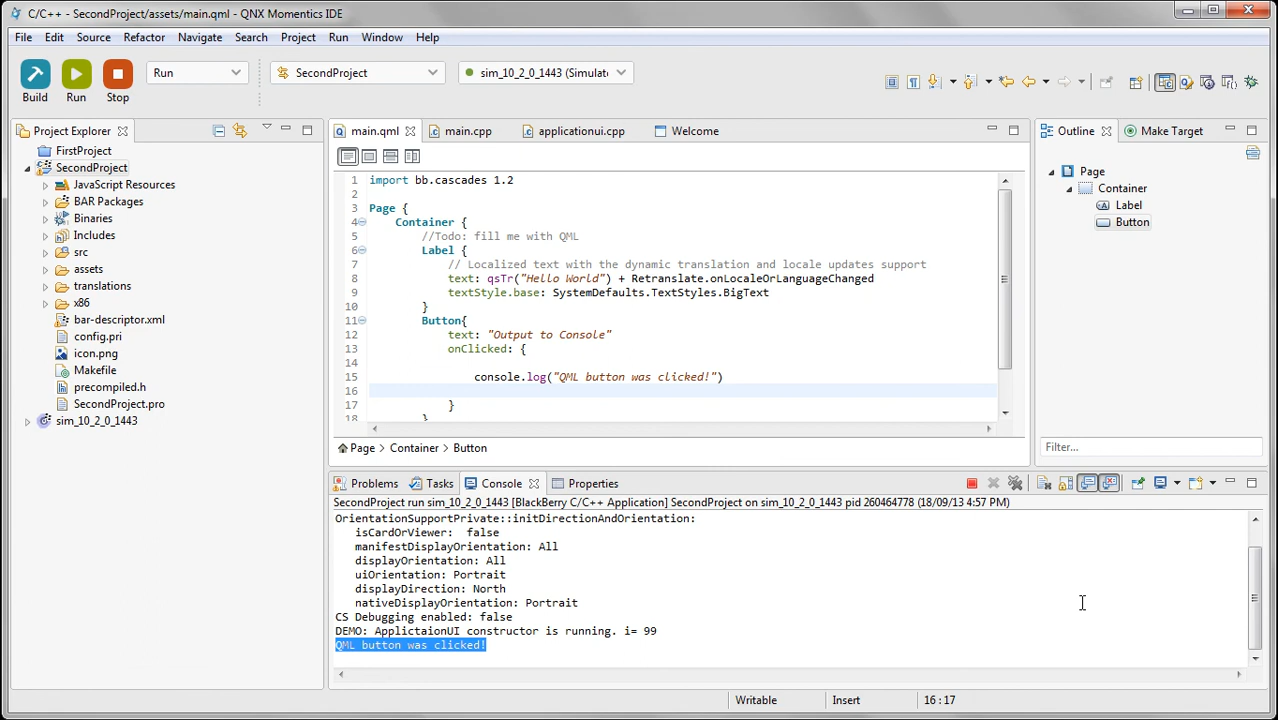 C/C++ - SecondProject/assets/main.qml - QNX Momentics IDE
File Edit Source Refactor Navigate Search Project Run Window Help
Build Run Stop Run SecondProject sim_10_2_0_1443 (Simulate
Project Explorer
FirstProject
SecondProject
JavaScript Resources
BAR Packages
Binaries
Includes
src
assets
translations
x86
bar-descriptor.xml
config.pri
icon.png
Makefile
precompiled.h
SecondProject.pro
sim_10_2_0_1443
main.qml main.cpp applicationui.cpp Welcome
1 import bb.cascades 1.2
2
3 Page {
4 Container {
5 //Todo: fill me with QML
6 Label {
7 // Localized text with the dynamic translation and locale updates support
8 text: qsTr("Hello World") + Retranslate.onLocaleOrLanguageChanged
9 textStyle.base: SystemDefaults.TextStyles.BigText
10 }
11 Button{
12 text: "Output to Console"
13 onClicked: {
14
15 console.log("QML button was clicked!")
16
17 }
18 }
Page > Container > Button
Outline Make Target
Page
Container
Label
Button
Filter...
Problems Tasks Console Properties
SecondProject run sim_10_2_0_1443 [BlackBerry C/C++ Application] SecondProject on sim_10_2_0_1443 pid 260464778 (18/09/13 4:57 PM)
OrientationSupportPrivate::initDirectionAndOrientation:
isCardOrViewer: false
manifestDisplayOrientation: All
displayOrientation: All
uiOrientation: Portrait
displayDirection: North
nativeDisplayOrientation: Portrait
CS Debugging enabled: false
DEMO: ApplictaionUI constructor is running. i= 99
QML button was clicked!
Writable Insert 16:17